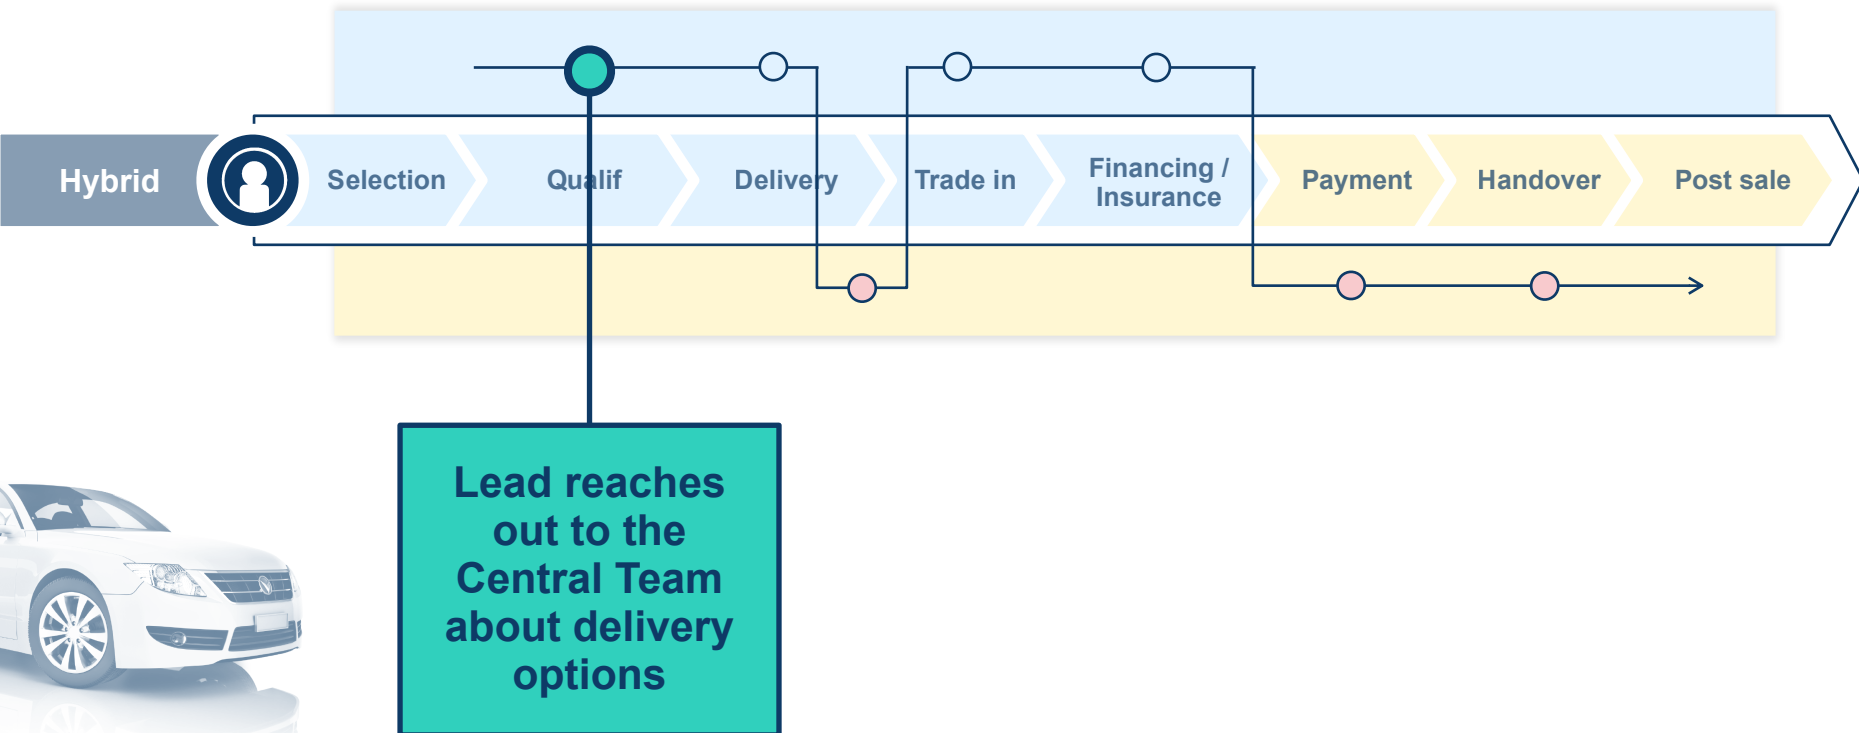 Hybrid
Selection
Qualif
Delivery
Trade in
Financing /
Insurance
Payment
Handover
Post sale
Lead reaches
out to the
Central Team
about delivery
options